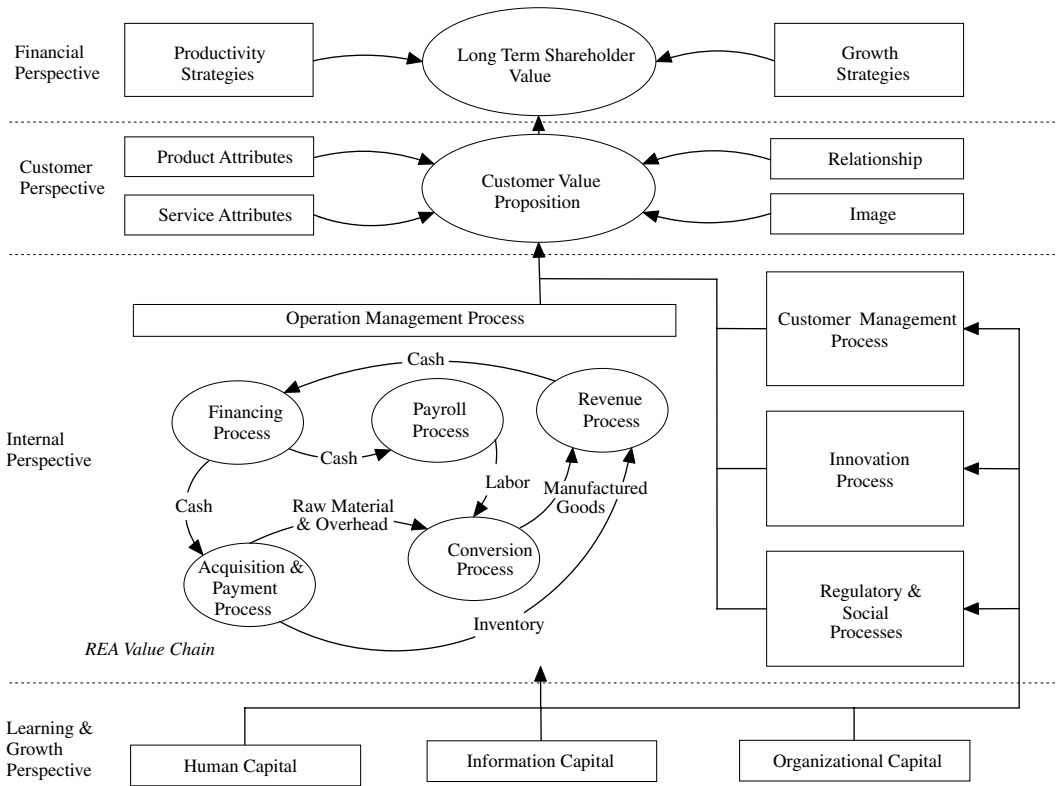 Financial
Perspective
Productivity
Strategies
Long Term Shareholder
Value
Growth
Strategies
Customer
Perspective
Product Attributes
Service Attributes
Customer Value
Proposition
Relationship
Image
Internal
Perspective
Operation Management Process
Cash
Financing
Process
Payroll
Process
Revenue
Process
Cash
Cash
Labor
Manufactured
Goods
Raw Material
& Overhead
Conversion
Process
Acquisition &
Payment
Process
Inventory
REA Value Chain
Customer Management
Process
Innovation
Process
Regulatory &
Social
Processes
Learning &
Growth
Perspective
Human Capital
Information Capital
Organizational Capital